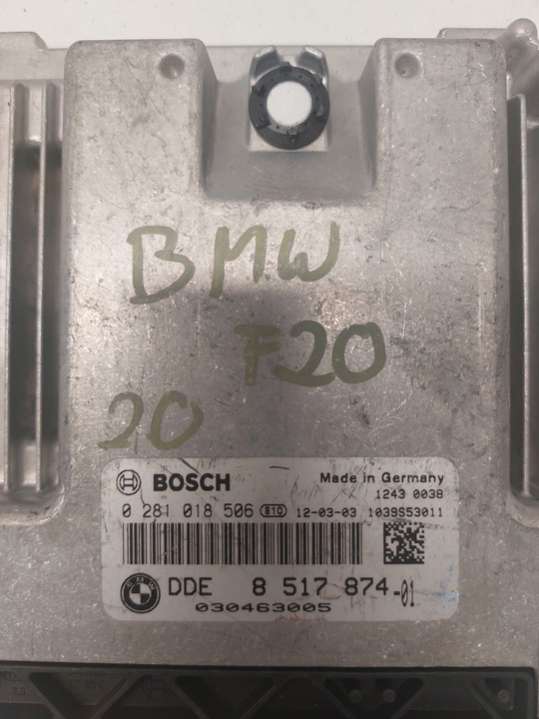 BMW
F20
20
BOSCH Made in Germany
1243 0038
0 281 018 506 E10 12-03-03 1039S53011
DDE 8 517 874-01
030463005